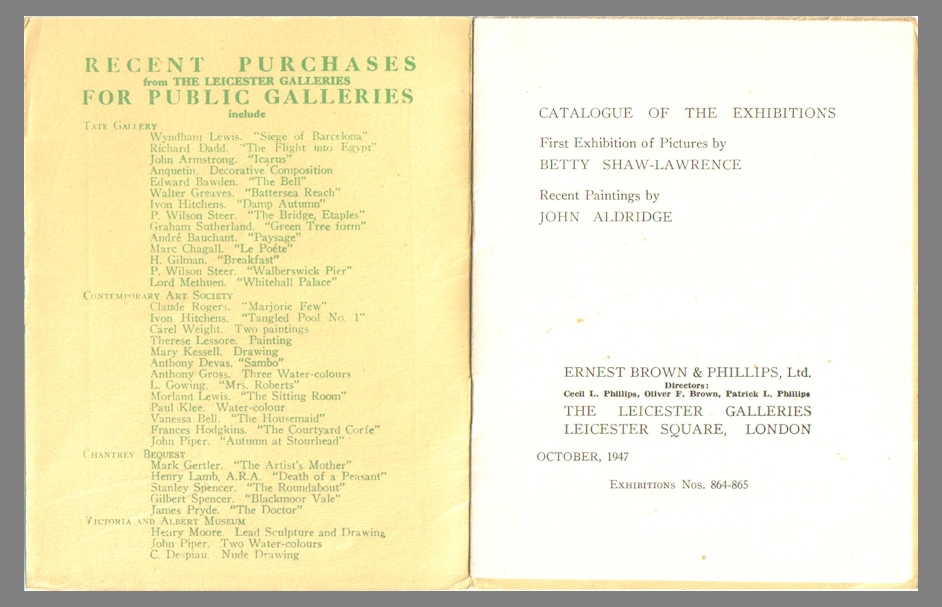 RECENT PURCHASES
from THE LEICESTER GALLERIES
FOR PUBLIC GALLERIES
include
TATE GALLERY
Wyndham Lewis. "Siege of Barcelona"
Richard Dadd. "The Flight into Egypt"
John Armstrong. "Icarus"
Anquetin. Decorative Composition
Edward Bawden. "The Bell"
Walter Greaves. "Battersea Reach"
Ivon Hitchens. "Damp Autumn"
P. Wilson Steer. "The Bridge, Etaples"
Graham Sutherland. "Green Tree form"
André Bauchant. "Paysage"
Marc Chagall. "Le Poéte"
H. Gilman. "Breakfast"
P. Wilson Steer. "Walberswick Pier"
Lord Methuen. "Whitehall Palace"
CONTEMPORARY ART SOCIETY
Claude Rogers. "Marjorie Few"
Ivon Hitchens. "Tangled Pool No. 1"
Carel Weight. Two paintings
Therese Lessore. Painting
Mary Kessell. Drawing
Anthony Devas. "Sambo"
Anthony Gross. Three Water-colours
L. Gowing. "Mrs. Roberts"
Morland Lewis. "The Sitting Room"
Paul Klee. Water-colour
Vanessa Bell. "The Housemaid"
Frances Hodgkins. "The Courtyard Corfe"
John Piper. "Autumn at Stourhead"
CHANTREY BEQUEST
Mark Gertler. "The Artist's Mother"
Henry Lamb, A.R.A. "Death of a Peasant"
Stanley Spencer. "The Roundabout"
Gilbert Spencer. "Blackmoor Vale"
James Pryde. "The Doctor"
VICTORIA AND ALBERT MUSEUM
Henry Moore. Lead Sculpture and Drawing
John Piper. Two Water-colours
C. Despiau. Nude Drawing
CATALOGUE OF THE EXHIBITIONS
First Exhibition of Pictures by
BETTY SHAW-LAWRENCE
Recent Paintings by
JOHN ALDRIDGE
ERNEST BROWN & PHILLIPS, Ltd.
Directors:
Cecil L. Phillips, Oliver F. Brown, Patrick L. Phillips
THE LEICESTER GALLERIES
LEICESTER SQUARE, LONDON
OCTOBER, 1947
EXHIBITIONS Nos. 864-865